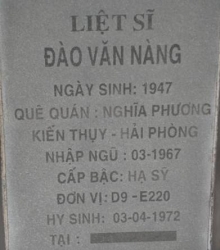 LIỆT SĨ
ĐÀO VĂN NÀNG
NGÀY SINH: 1947
QUÊ QUÁN : NGHĨA PHƯƠNG
KIẾN THỤY - HẢI PHÒNG
NHẬP NGŨ : 03-1967
CẤP BẬC: HẠ SỸ
ĐƠN VỊ: D9 - E220
HY SINH: 03-04-1972
TẠI :